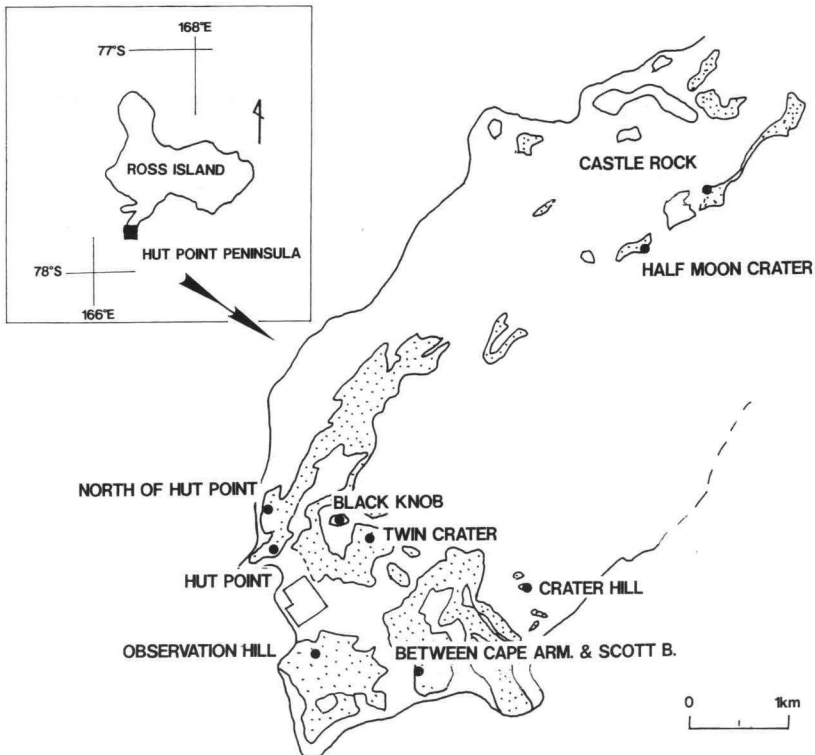 168°E
77°S
ROSS ISLAND
HUT POINT PENINSULA
78°S
166°E
CASTLE ROCK
HALF MOON CRATER
NORTH OF HUT POINT
BLACK KNOB
TWIN CRATER
HUT POINT
CRATER HILL
OBSERVATION HILL
BETWEEN CAPE ARM. & SCOTT B.
0 1km